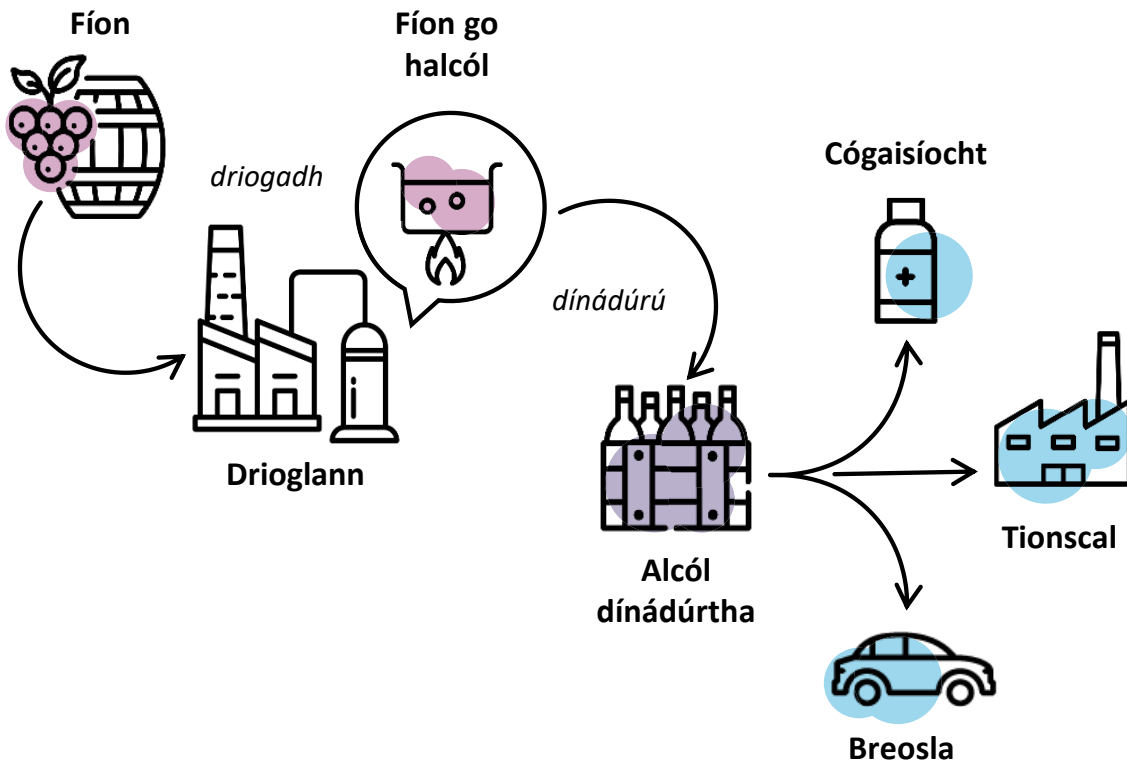 Fíon
Fíon go
halcól
driogadh
Drioglann
dínádúrú
Alcól
dínádúrtha
Cógaisíocht
Tionscal
Breosla